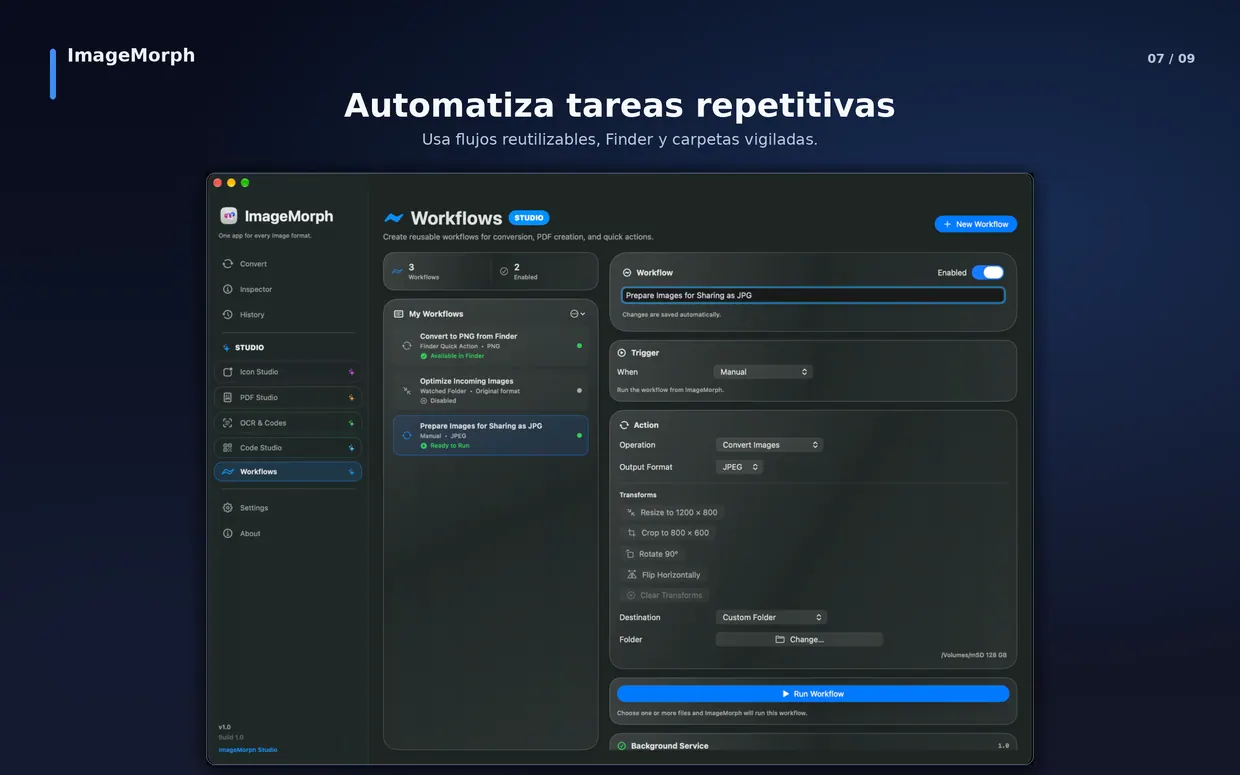 ImageMorph
07 / 09
Automatiza tareas repetitivas
Usa flujos reutilizables, Finder y carpetas vigiladas.
ImageMorph
One app for every image format.
Convert
Inspector
History
STUDIO
Icon Studio
PDF Studio
OCR & Codes
Code Studio
Workflows
Settings
About
v1.0
Build 1.0
ImageMorph Studio
Workflows STUDIO
Create reusable workflows for conversion, PDF creation, and quick actions.
+ New Workflow
3
Workflows
2
Enabled
My Workflows
Convert to PNG from Finder
Finder Quick Action • PNG
Available in Finder
Optimize Incoming Images
Watched Folder • Original format
Disabled
Prepare Images for Sharing as JPG
Manual • JPEG
Ready to Run
Workflow
Enabled
Prepare Images for Sharing as JPG
Changes are saved automatically.
Trigger
When Manual
Run the workflow from ImageMorph.
Action
Operation Convert Images
Output Format JPEG
Transforms
Resize to 1200 × 800
Crop to 800 × 600
Rotate 90°
Flip Horizontally
Clear Transforms
Destination Custom Folder
Folder Change...
/Volumes/mSD 128 GB
Run Workflow
Choose one or more files and ImageMorph will run this workflow.
Background Service 1.0